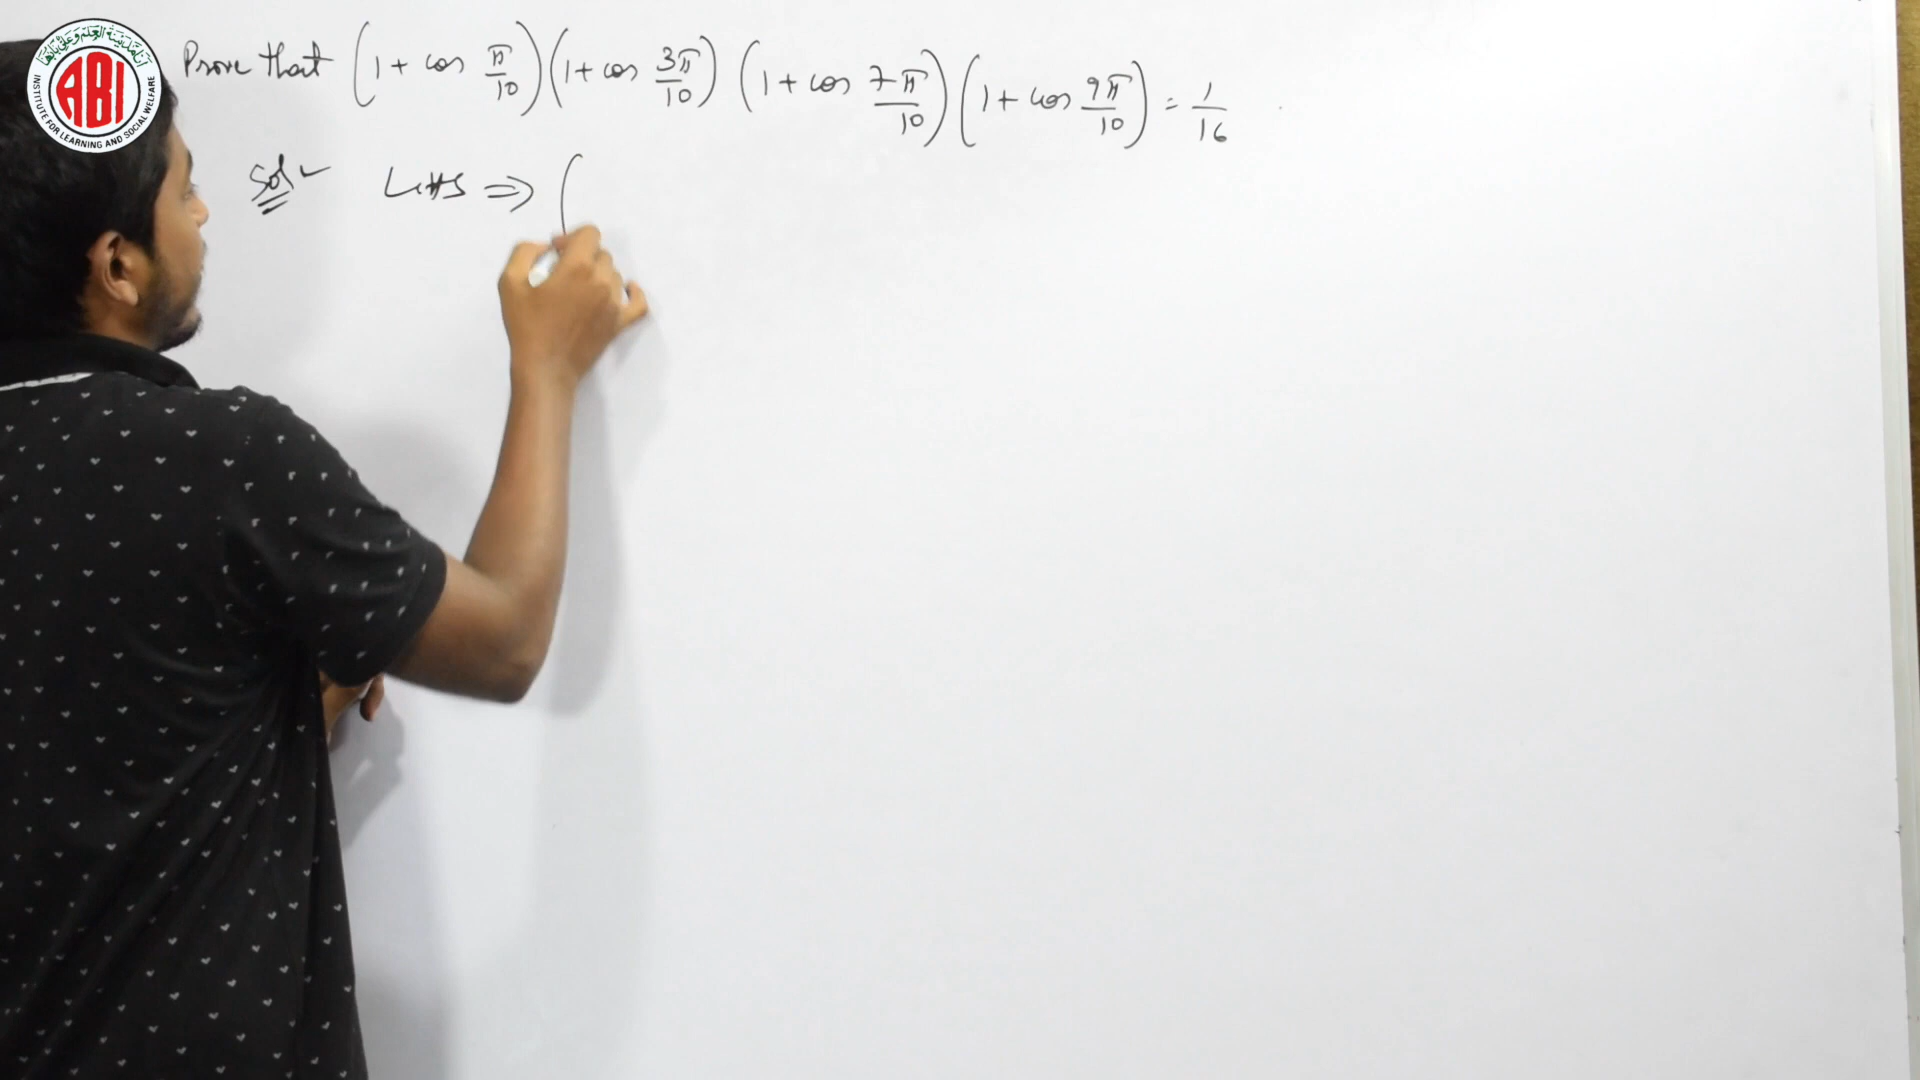 ABI
INSTITUTE FOR LEARNING AND SOCIAL WELFARE
Prove that (1 + cos π/10)(1 + cos 3π/10)(1 + cos 7π/10)(1 + cos 9π/10) = 1/16
Sol LHS ⇒ (